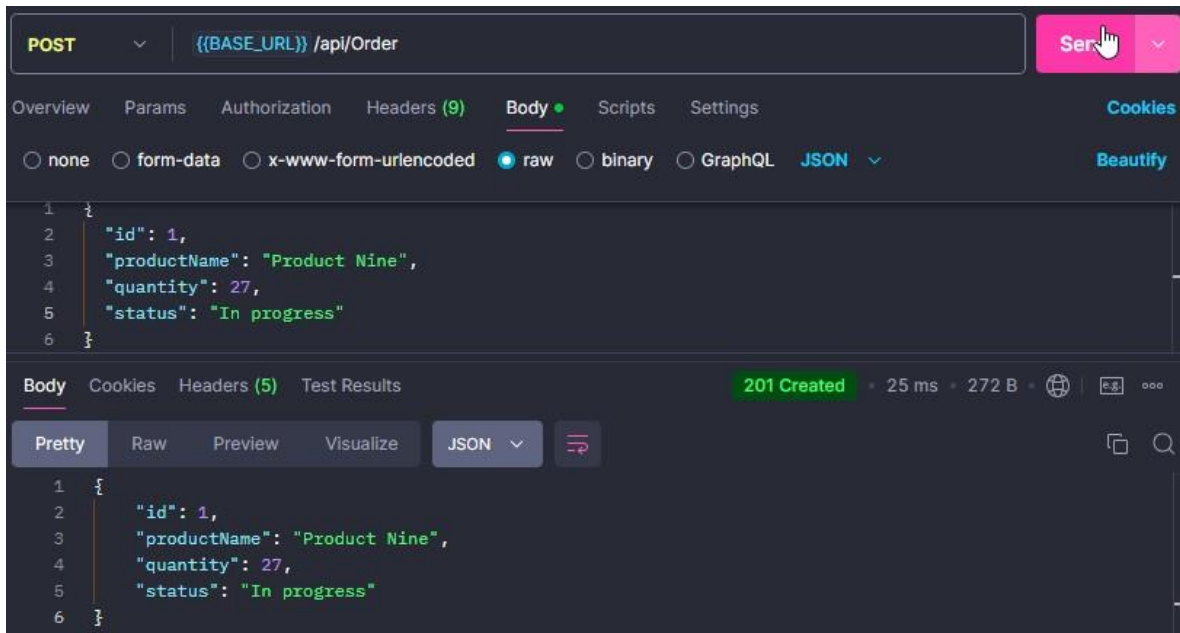 POST {{BASE_URL}} /api/Order
Overview Params Authorization Headers (9) Body Scripts Settings Cookies
none form-data x-www-form-urlencoded raw binary GraphQL JSON Beautify
1 {
2 "id": 1,
3 "productName": "Product Nine",
4 "quantity": 27,
5 "status": "In progress"
6 }
Body Cookies Headers (5) Test Results 201 Created 25 ms 272 B e.g.
Pretty Raw Preview Visualize JSON
1 {
2 "id": 1,
3 "productName": "Product Nine",
4 "quantity": 27,
5 "status": "In progress"
6 }